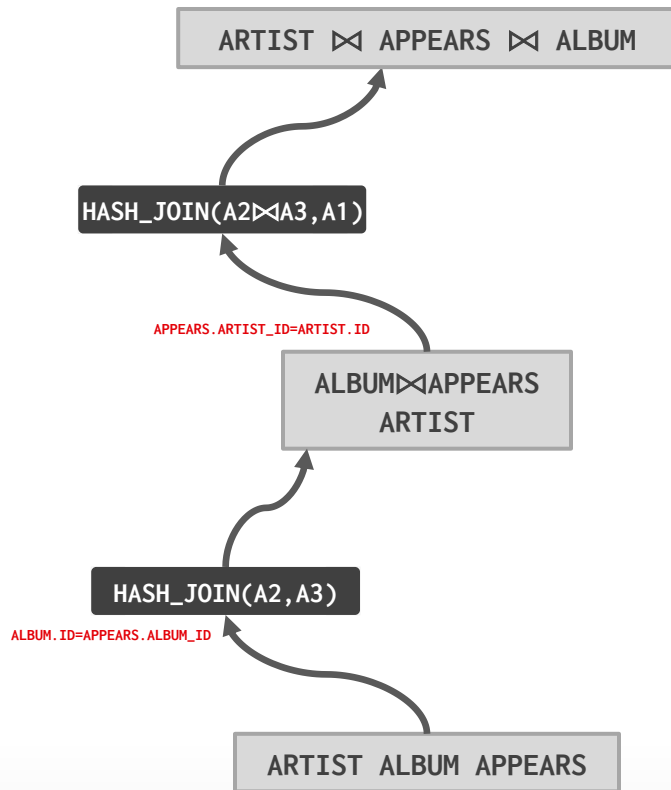 ARTIST ⋈ APPEARS ⋈ ALBUM
HASH_JOIN(A2⋈A3,A1)
APPEARS.ARTIST_ID=ARTIST.ID
ALBUM⋈APPEARS
ARTIST
HASH_JOIN(A2,A3)
ALBUM.ID=APPEARS.ALBUM_ID
ARTIST ALBUM APPEARS